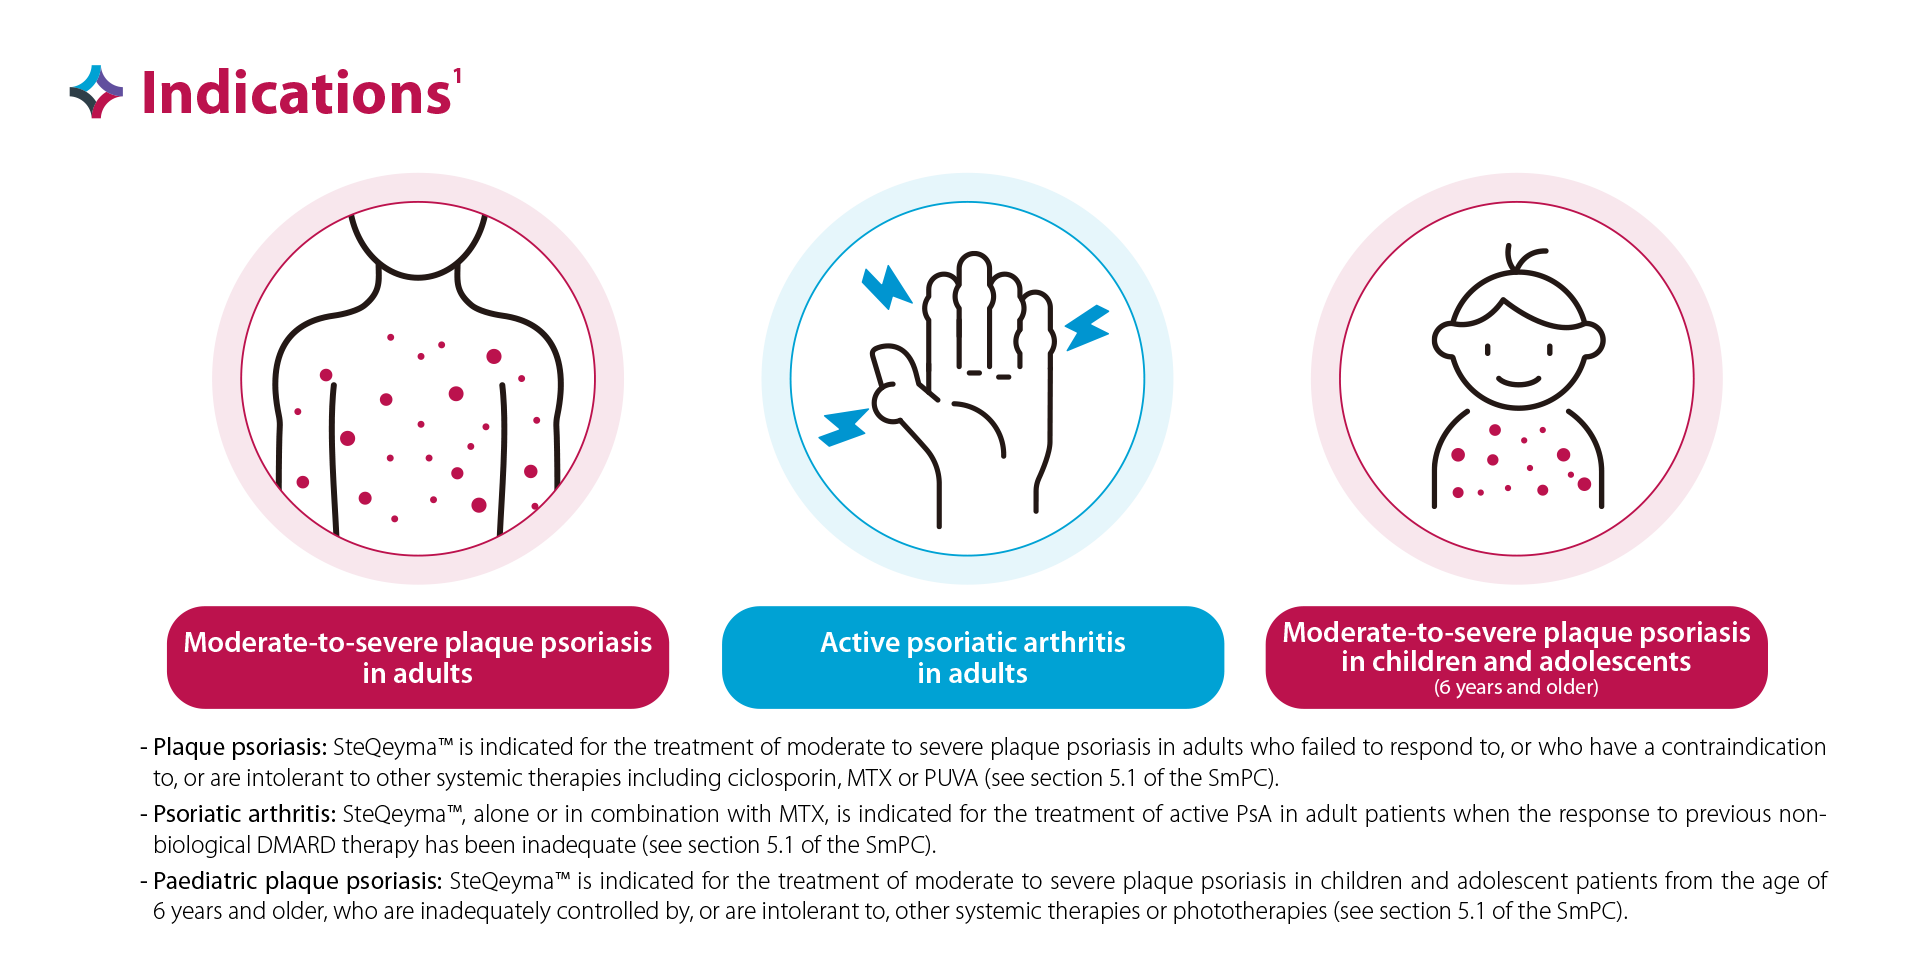 Indications¹
Moderate-to-severe plaque psoriasis
in adults
Active psoriatic arthritis
in adults
Moderate-to-severe plaque psoriasis
in children and adolescents
(6 years and older)
- Plaque psoriasis: SteQeyma™ is indicated for the treatment of moderate to severe plaque psoriasis in adults who failed to respond to, or who have a contraindication
to, or are intolerant to other systemic therapies including ciclosporin, MTX or PUVA (see section 5.1 of the SmPC).
- Psoriatic arthritis: SteQeyma™, alone or in combination with MTX, is indicated for the treatment of active PsA in adult patients when the response to previous non-
biological DMARD therapy has been inadequate (see section 5.1 of the SmPC).
- Paediatric plaque psoriasis: SteQeyma™ is indicated for the treatment of moderate to severe plaque psoriasis in children and adolescent patients from the age of
6 years and older, who are inadequately controlled by, or are intolerant to, other systemic therapies or phototherapies (see section 5.1 of the SmPC).